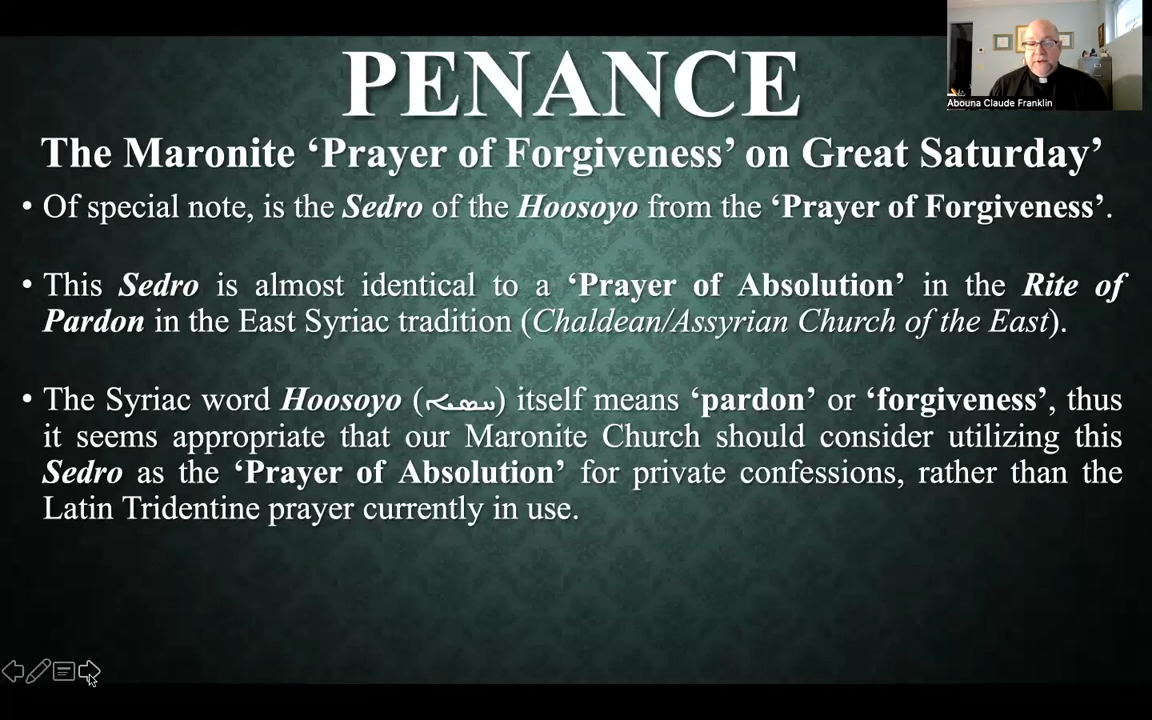 PENANCE
Abouna Claude Franklin
The Maronite ‘Prayer of Forgiveness’ on Great Saturday’
• Of special note, is the Sedro of the Hoosoyo from the ‘Prayer of Forgiveness’.
• This Sedro is almost identical to a ‘Prayer of Absolution’ in the Rite of
Pardon in the East Syriac tradition (Chaldean/Assyrian Church of the East).
• The Syriac word Hoosoyo (ܚܘܣܝܐ) itself means ‘pardon’ or ‘forgiveness’, thus
it seems appropriate that our Maronite Church should consider utilizing this
Sedro as the ‘Prayer of Absolution’ for private confessions, rather than the
Latin Tridentine prayer currently in use.